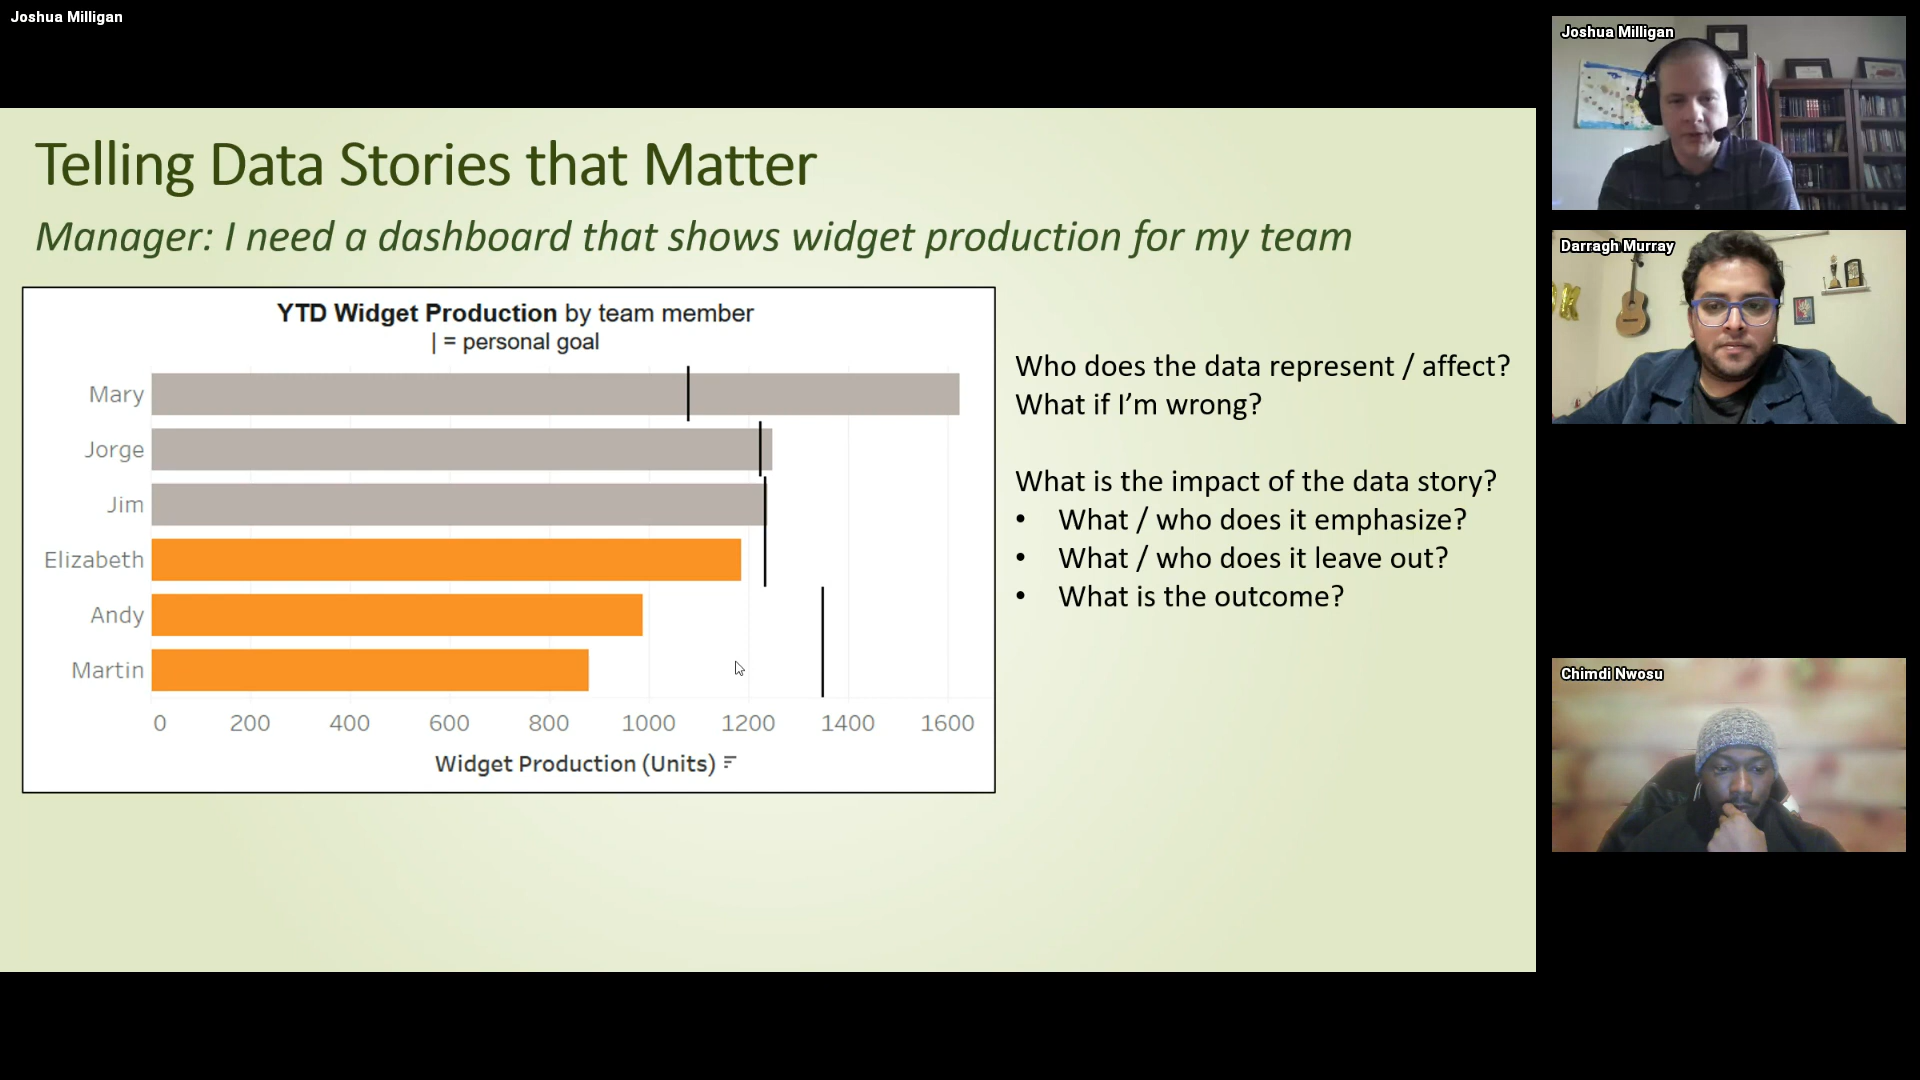 Joshua Milligan
Telling Data Stories that Matter
Manager: I need a dashboard that shows widget production for my team
YTD Widget Production by team member
| = personal goal
Mary
Jorge
Jim
Elizabeth
Andy
Martin
0 200 400 600 800 1000 1200 1400 1600
Widget Production (Units)
Who does the data represent / affect?
What if I’m wrong?
What is the impact of the data story?
• What / who does it emphasize?
• What / who does it leave out?
• What is the outcome?
Joshua Milligan
Darragh Murray
Chimdi Nwosu